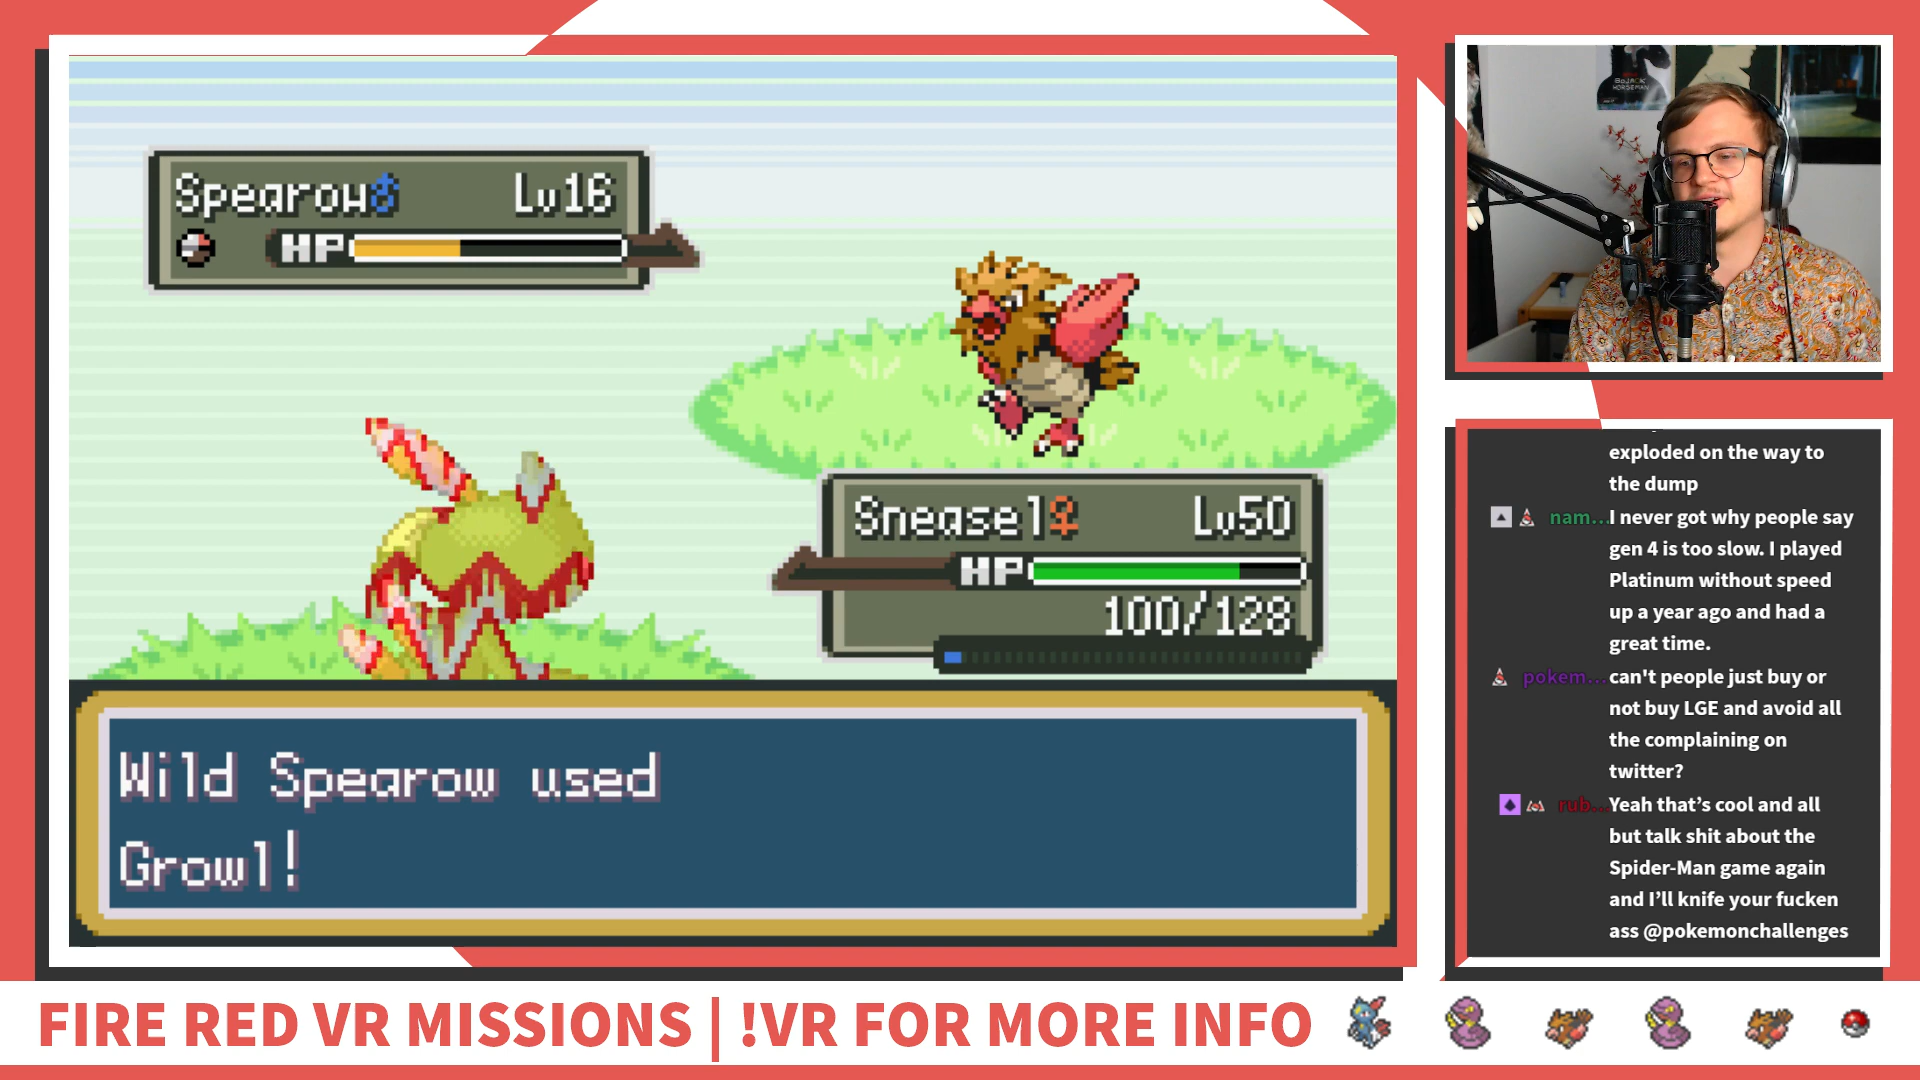 Spearow♂ Lv16
HP
BOJACK
HORSEMAN
Sneasel♀ Lv50
HP
100/128
Wild Spearow used
Growl!
exploded on the way to
the dump
nam... I never got why people say
gen 4 is too slow. I played
Platinum without speed
up a year ago and had a
great time.
pokem... can't people just buy or
not buy LGE and avoid all
the complaining on
twitter?
rub... Yeah that’s cool and all
but talk shit about the
Spider-Man game again
and I’ll knife your fucken
ass @pokemonchallenges
FIRE RED VR MISSIONS | !VR FOR MORE INFO